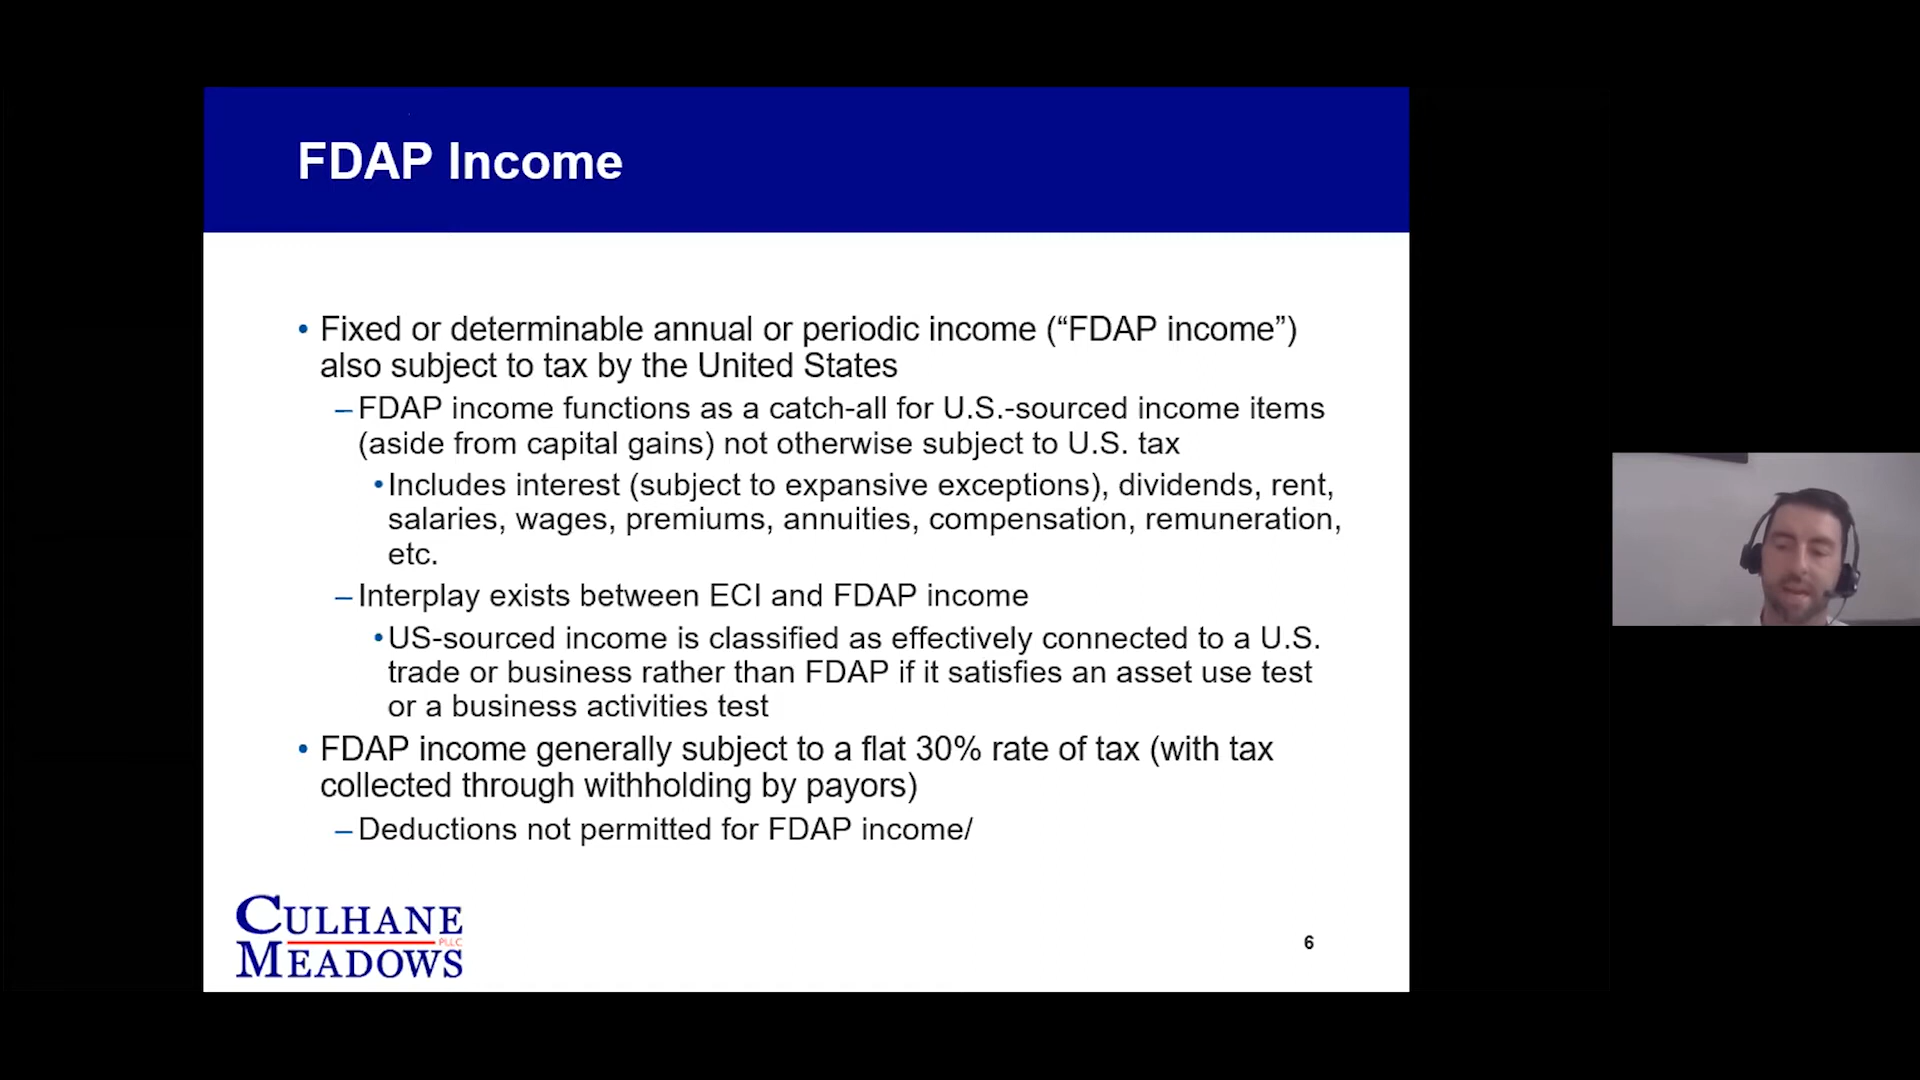 FDAP Income
• Fixed or determinable annual or periodic income (“FDAP income”)
also subject to tax by the United States
– FDAP income functions as a catch-all for U.S.-sourced income items
(aside from capital gains) not otherwise subject to U.S. tax
• Includes interest (subject to expansive exceptions), dividends, rent,
salaries, wages, premiums, annuities, compensation, remuneration,
etc.
– Interplay exists between ECI and FDAP income
• US-sourced income is classified as effectively connected to a U.S.
trade or business rather than FDAP if it satisfies an asset use test
or a business activities test
• FDAP income generally subject to a flat 30% rate of tax (with tax
collected through withholding by payors)
– Deductions not permitted for FDAP income/
CULHANE
PLLC
MEADOWS
6